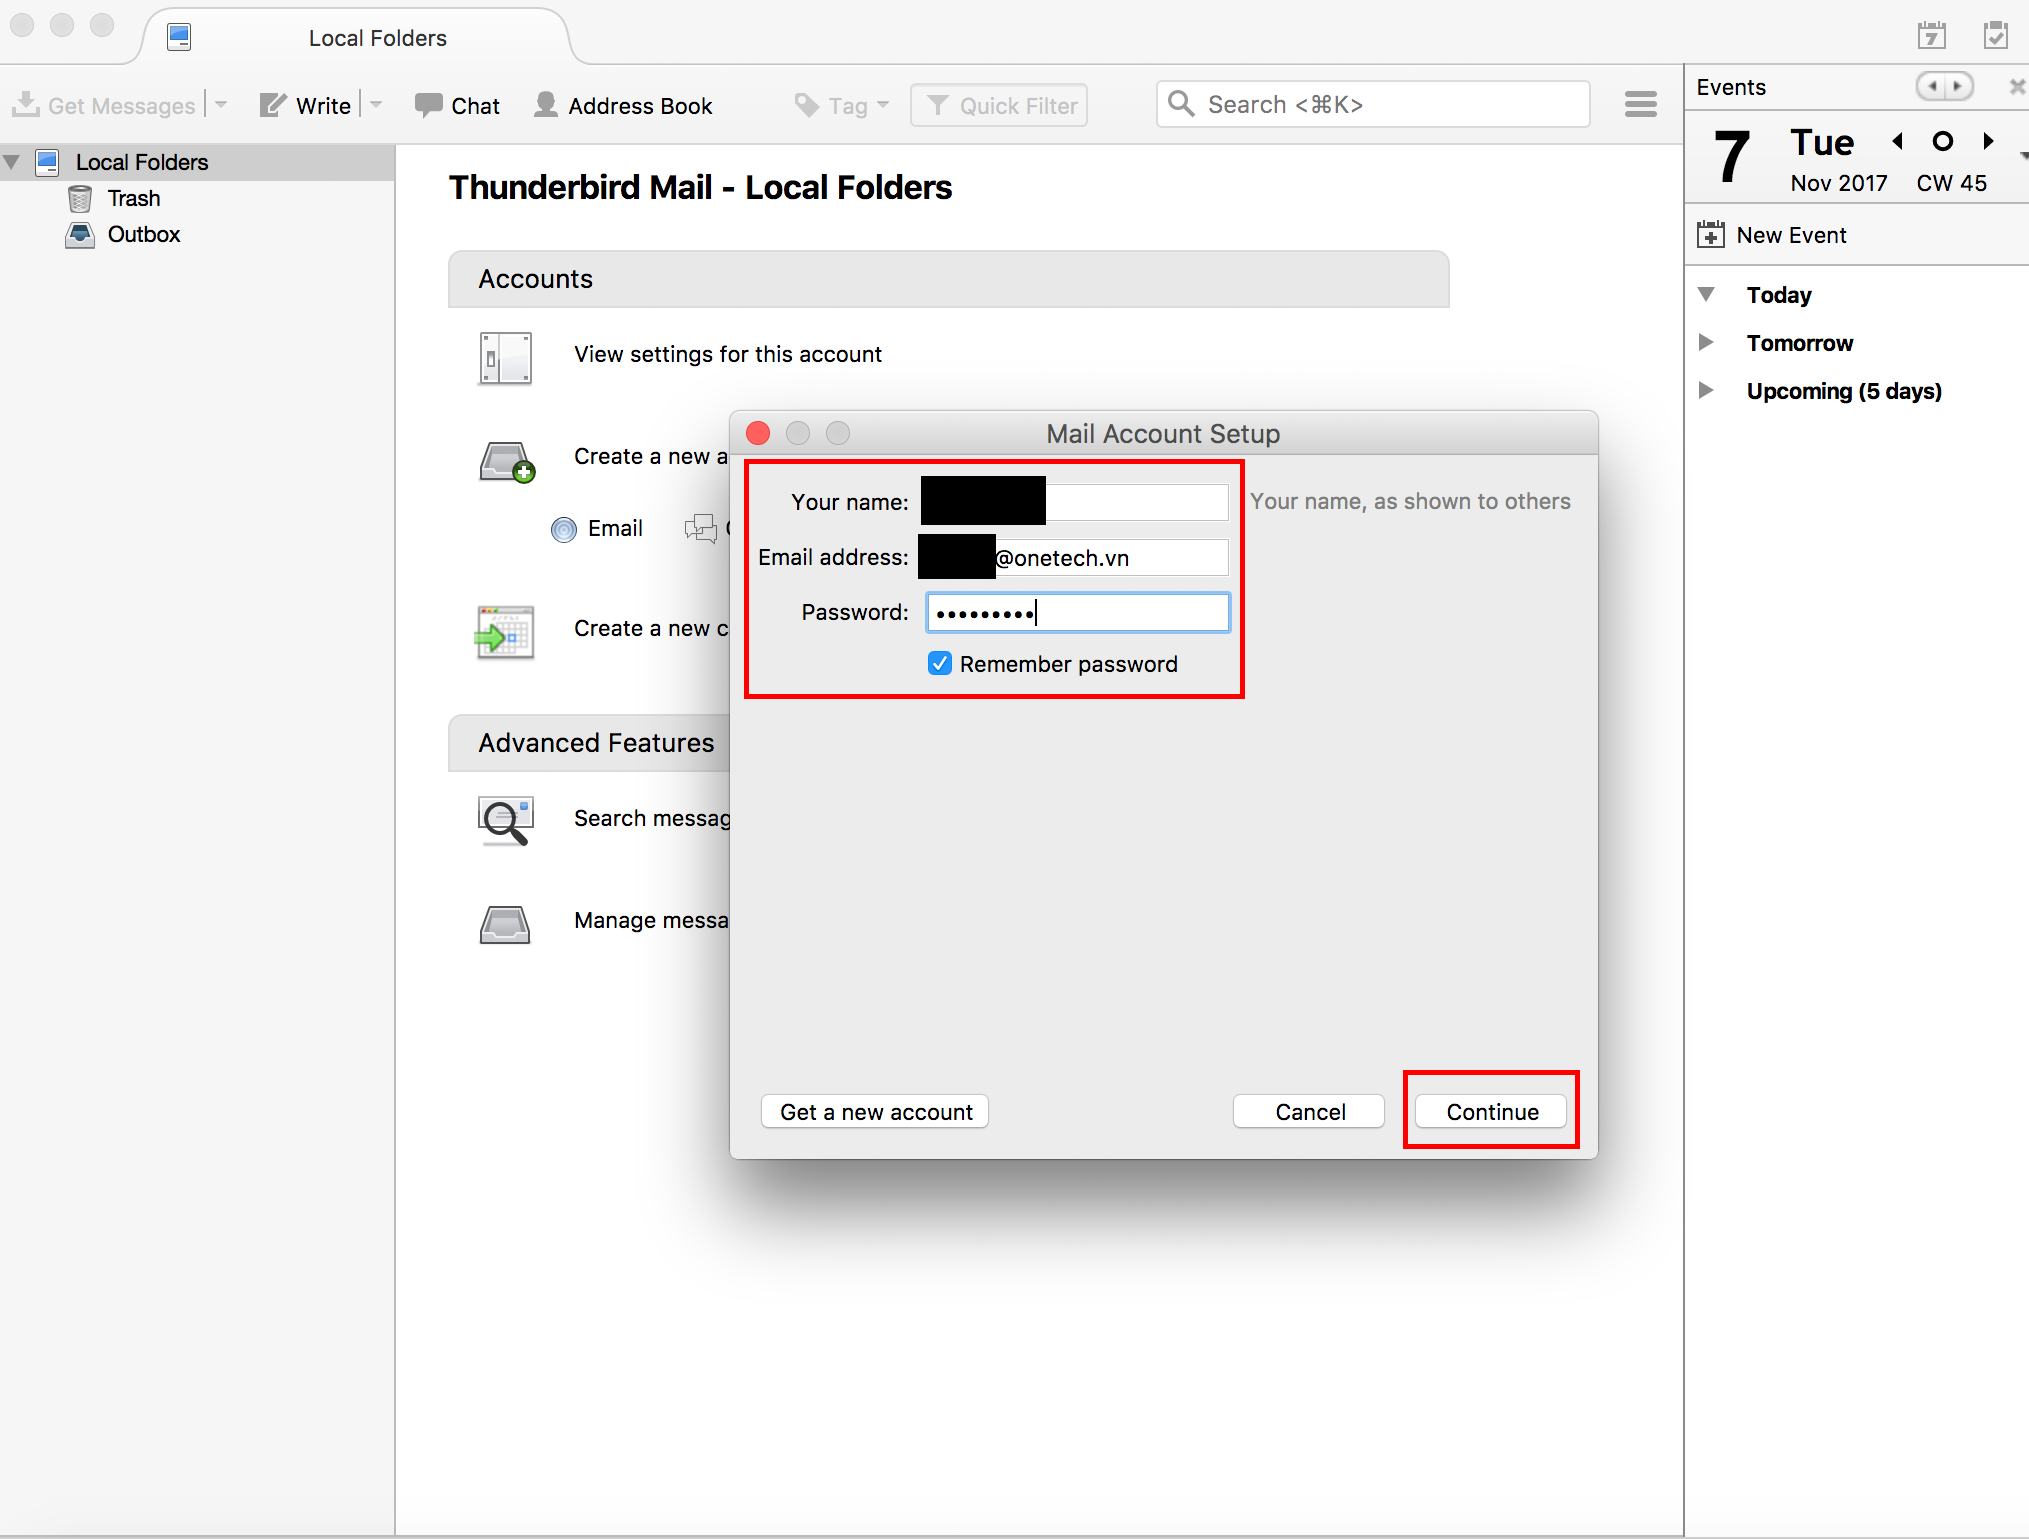 Local Folders
7
Get Messages
Write
Chat
Address Book
Tag
Quick Filter
Search <⌘K>
Events
7
Tue
Nov 2017
CW 45
New Event
Today
Tomorrow
Upcoming (5 days)
Local Folders
Trash
Outbox
Thunderbird Mail - Local Folders
Accounts
View settings for this account
Create a new a
Email
Create a new c
Advanced Features
Search messag
Manage messa
Mail Account Setup
Your name:
Your name, as shown to others
Email address:
@onetech.vn
Password:
•••••••••
Remember password
Get a new account
Cancel
Continue